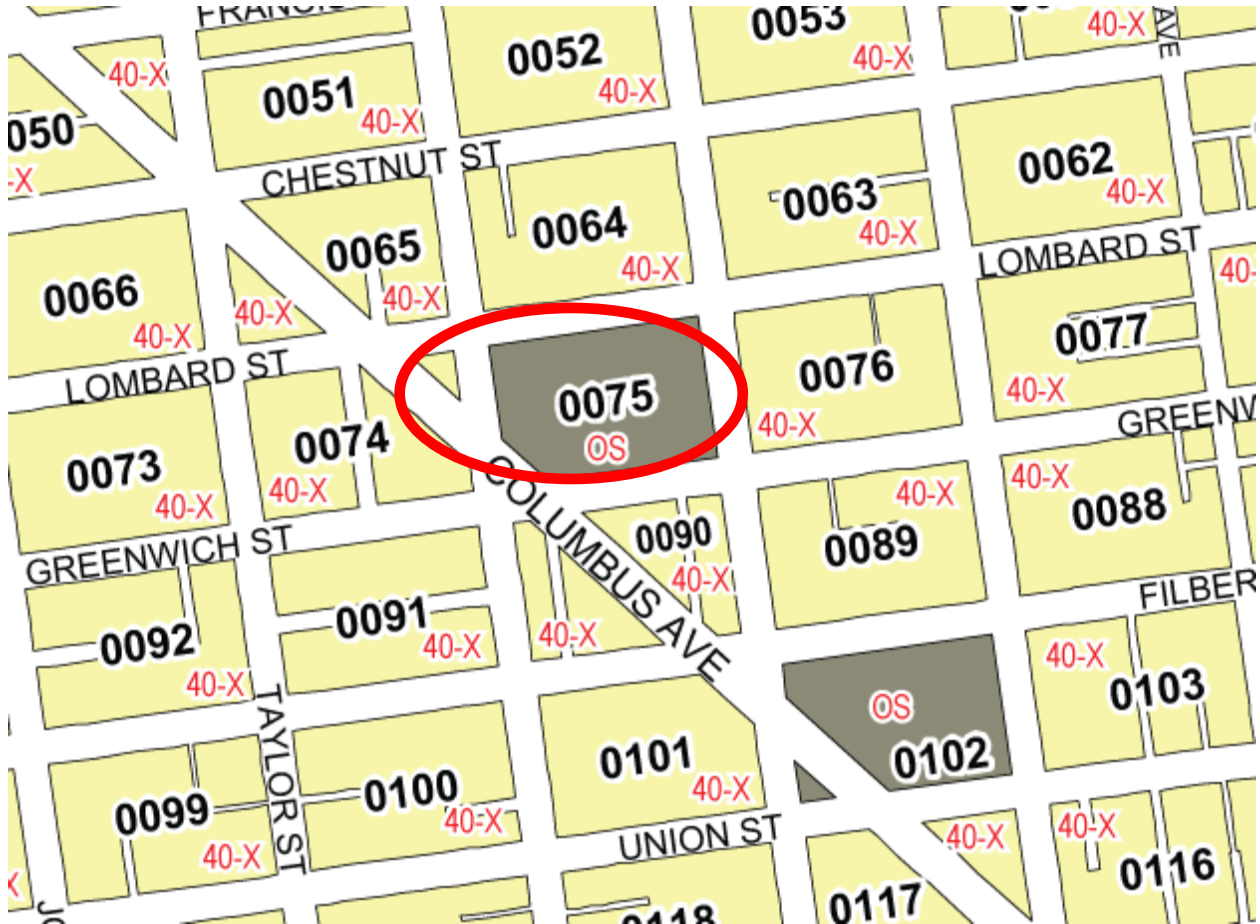 0052
0053
40-X
AVE
40-X
40-X
40-X
0051
40-X
050
CHESTNUT ST
0062
40-X
0063
40-X
0064
40-X
0065
40-X
LOMBARD ST
0066
40-X
40-X
0077
40-X
0076
40-X
LOMBARD ST
0075
OS
0074
40-X
0073
40-X
GREENW
0088
40-X
0089
40-X
0090
40-X
COLUMBUS AVE
GREENWICH ST
FILBER
0091
40-X
40-X
0092
40-X
0103
40-X
OS
0102
TAYLOR ST
0101
40-X
0100
40-X
0099
40-X
UNION ST
40-X
40-X
0116
0117